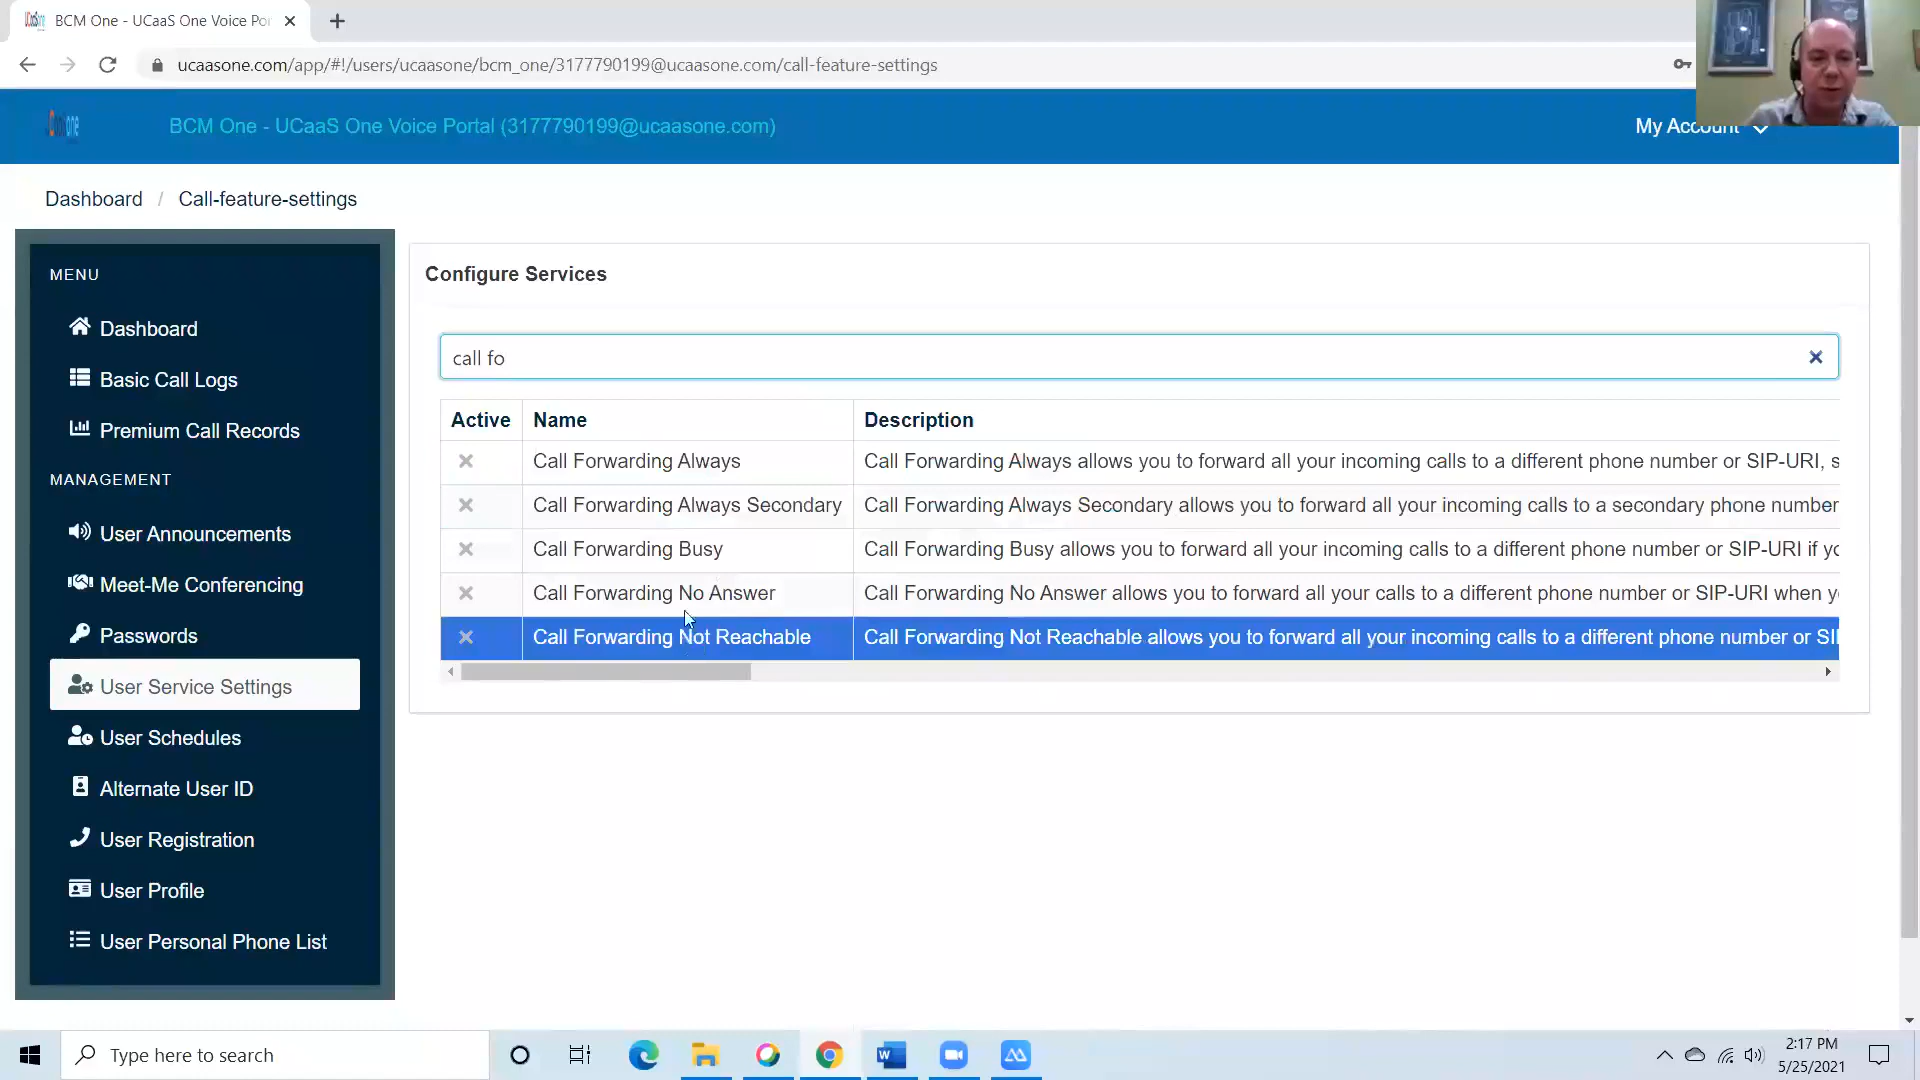 BCM One - UCaaS One Voice Po
ucaasone.com/app/#!/users/ucaasone/bcm_one/3177790199@ucaasone.com/call-feature-settings
BCM One - UCaaS One Voice Portal (3177790199@ucaasone.com)
My Account
Dashboard / Call-feature-settings
MENU
Dashboard
Basic Call Logs
Premium Call Records
MANAGEMENT
User Announcements
Meet-Me Conferencing
Passwords
User Service Settings
User Schedules
Alternate User ID
User Registration
User Profile
User Personal Phone List
Configure Services
call fo
Active Name Description
Call Forwarding Always Call Forwarding Always allows you to forward all your incoming calls to a different phone number or SIP-URI, s
Call Forwarding Always Secondary Call Forwarding Always Secondary allows you to forward all your incoming calls to a secondary phone number
Call Forwarding Busy Call Forwarding Busy allows you to forward all your incoming calls to a different phone number or SIP-URI if yo
Call Forwarding No Answer Call Forwarding No Answer allows you to forward all your calls to a different phone number or SIP-URI when y
Call Forwarding Not Reachable Call Forwarding Not Reachable allows you to forward all your incoming calls to a different phone number or SI
Type here to search
2:17 PM
5/25/2021